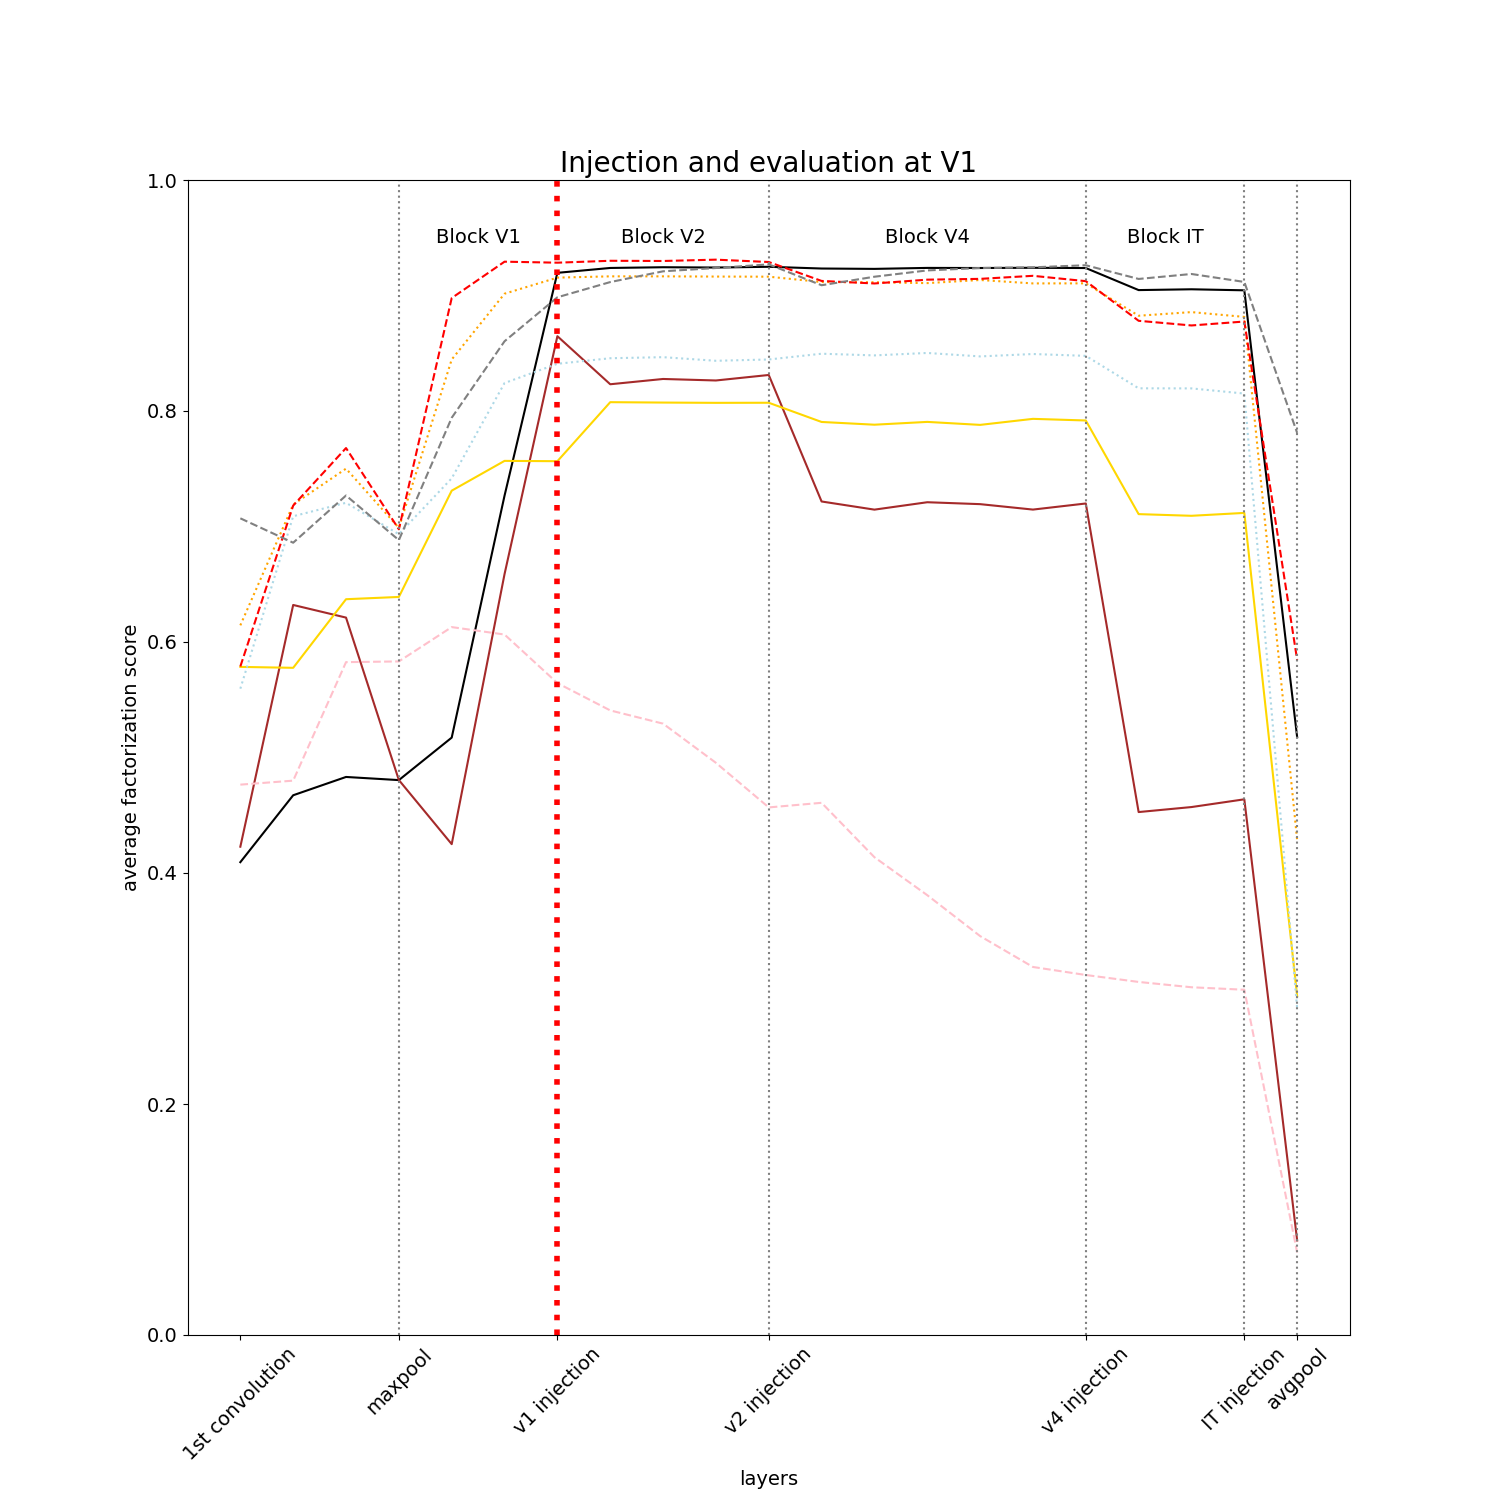 Injection and evaluation at V1
1.0
0.8
0.6
0.4
0.2
0.0
average factorization score
Block V1
Block V2
Block V4
Block IT
1st convolution
maxpool
v1 injection
v2 injection
v4 injection
IT injection
avgpool
layers